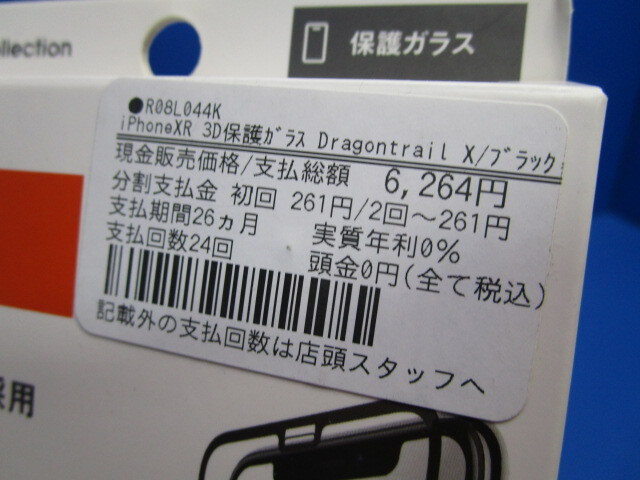 llection
保護ガラス
●R08L044K
iPhoneXR 3D保護ｶﾞﾗｽ Dragontrail X/ﾌﾞﾗｯｸ
現金販売価格/支払総額 6,264円
分割支払金 初回 261円/2回～261円
支払期間26ヵ月 実質年利0%
支払回数24回 頭金0円(全て税込)
記載外の支払回数は店頭スタッフへ
採用